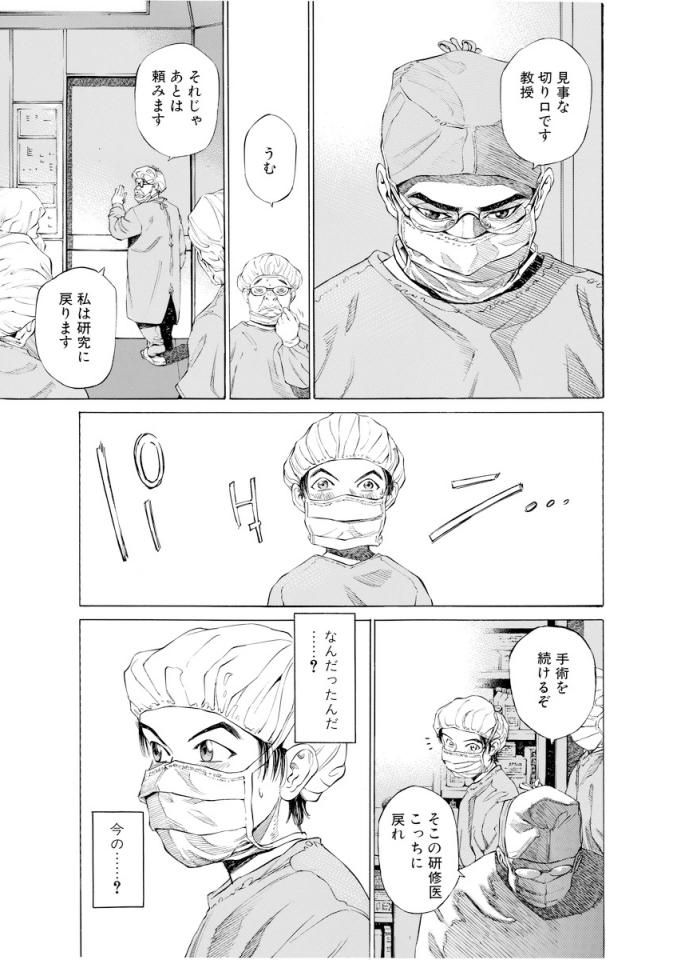 見事な
切り口です
教授
うむ
それじゃ
あとは
頼みます
私は研究に
戻ります
パタン…
手術を
続けるぞ
そこの研修医
こっちに
戻れ
なんだったんだ
……?
今の……?